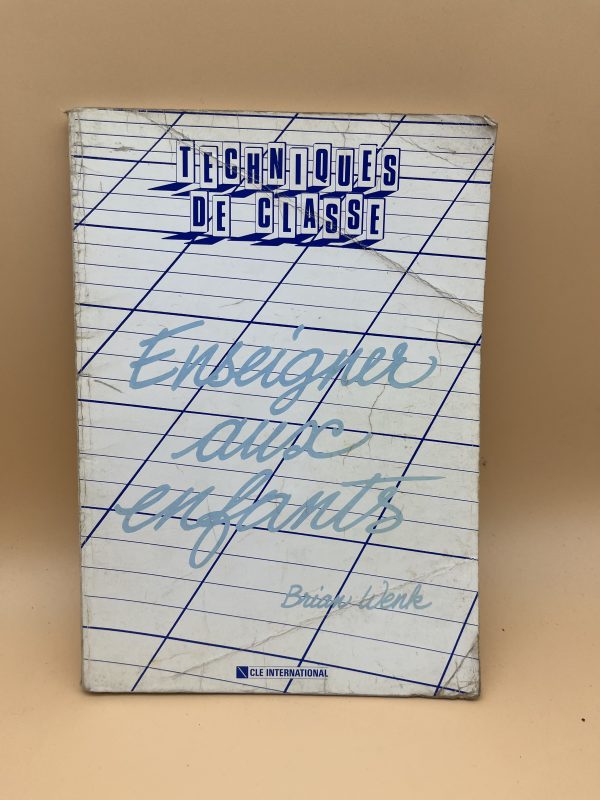 TECHNIQUES
DE CLASSE
Enseigner
aux
enfants
Brian Wenk
CLE INTERNATIONAL